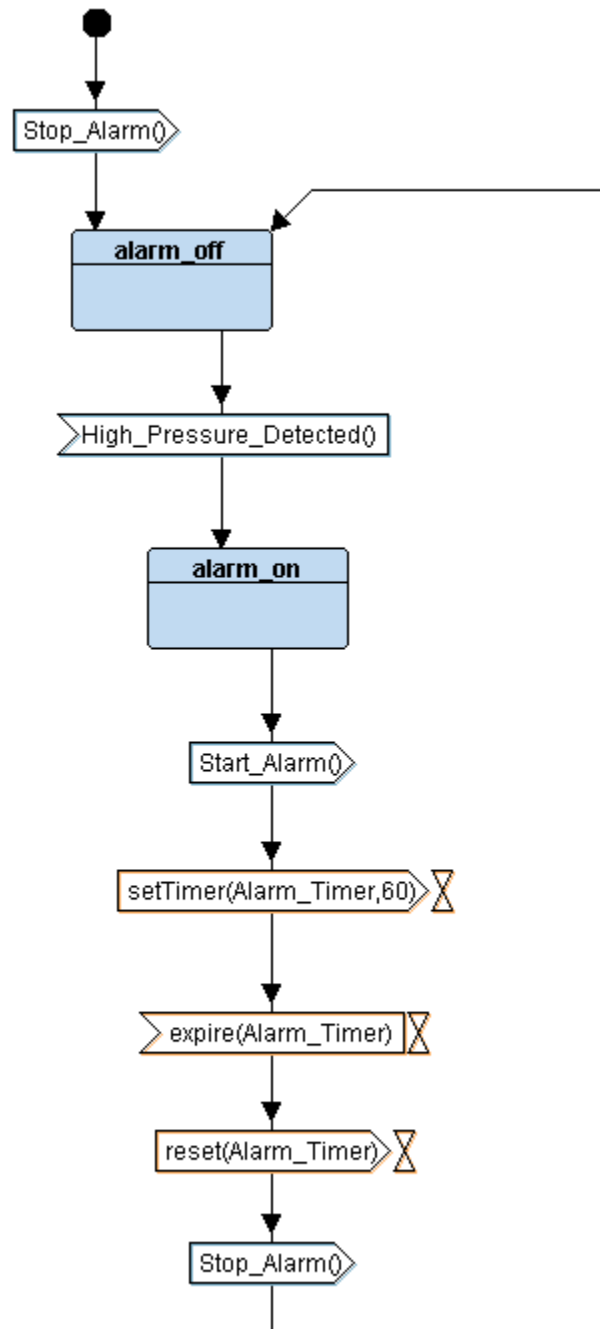 Stop_Alarm()
alarm_off
High_Pressure_Detected()
alarm_on
Start_Alarm()
setTimer(Alarm_Timer,60)
expire(Alarm_Timer)
reset(Alarm_Timer)
Stop_Alarm()